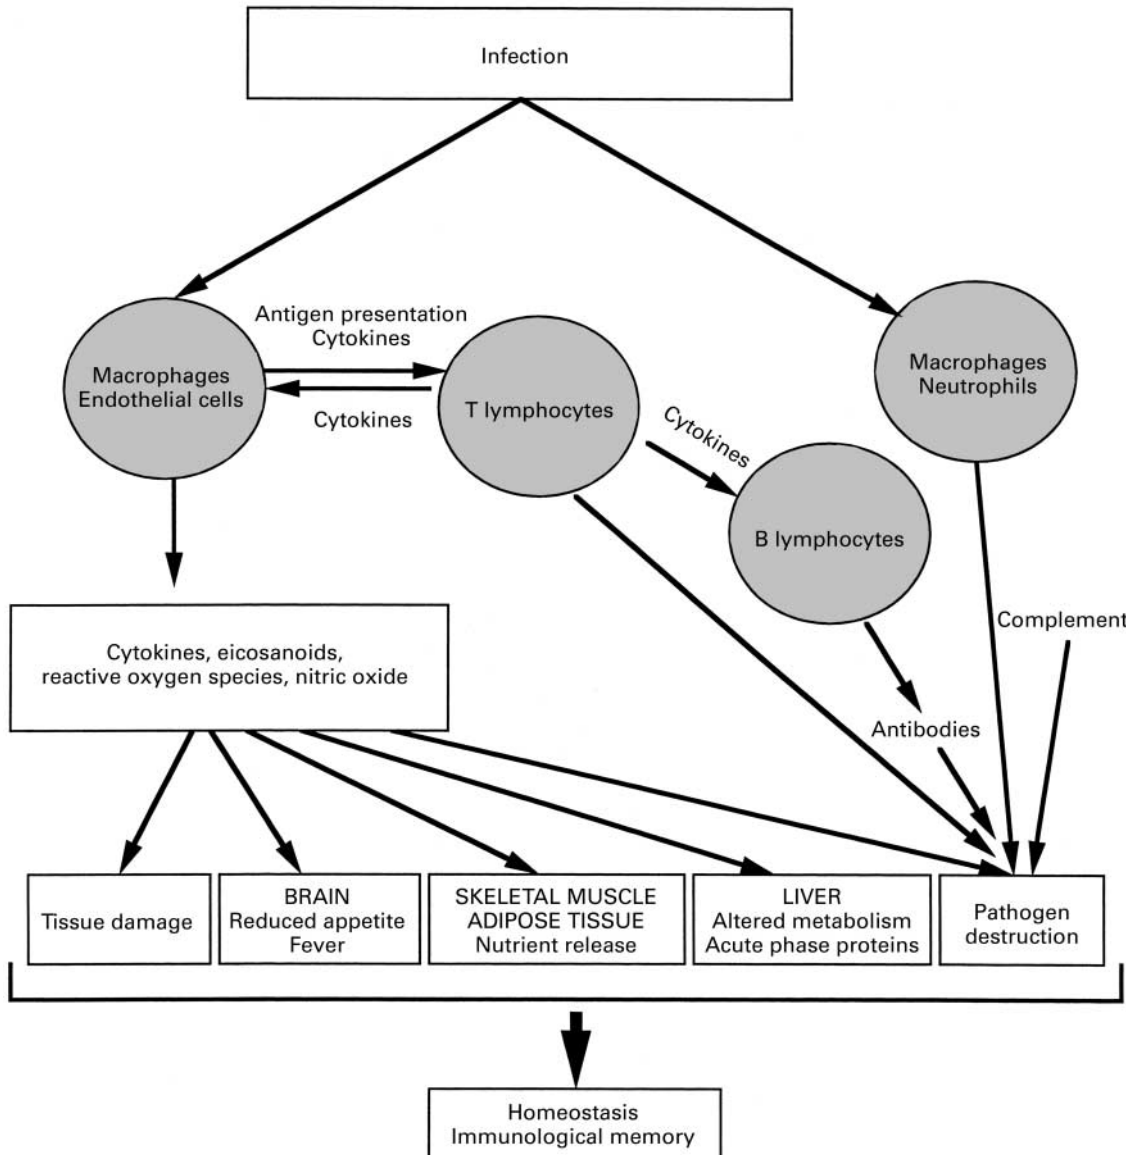 Infection
Antigen presentation
Cytokines
Macrophages
Endothelial cells
Cytokines
T lymphocytes
Macrophages
Neutrophils
Cytokines
B lymphocytes
Complement
Cytokines, eicosanoids,
reactive oxygen species, nitric oxide
Antibodies
Tissue damage
BRAIN
Reduced appetite
Fever
SKELETAL MUSCLE
ADIPOSE TISSUE
Nutrient release
LIVER
Altered metabolism
Acute phase proteins
Pathogen
destruction
Homeostasis
Immunological memory